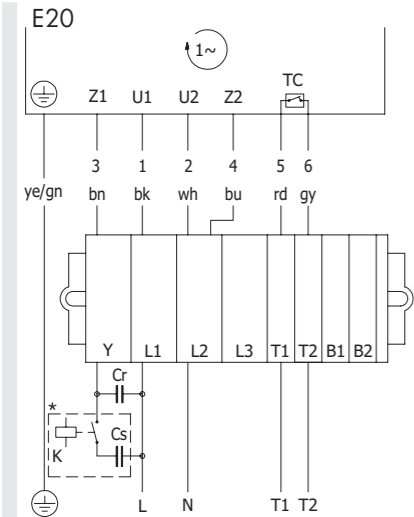 E20
1~
TC
Z1 U1 U2 Z2
3 1 2 4 5 6
ye/gn bn bk wh bu rd gy
Y L1 L2 L3 T1 T2 B1 B2
Cr
*
K Cs
L N T1 T2